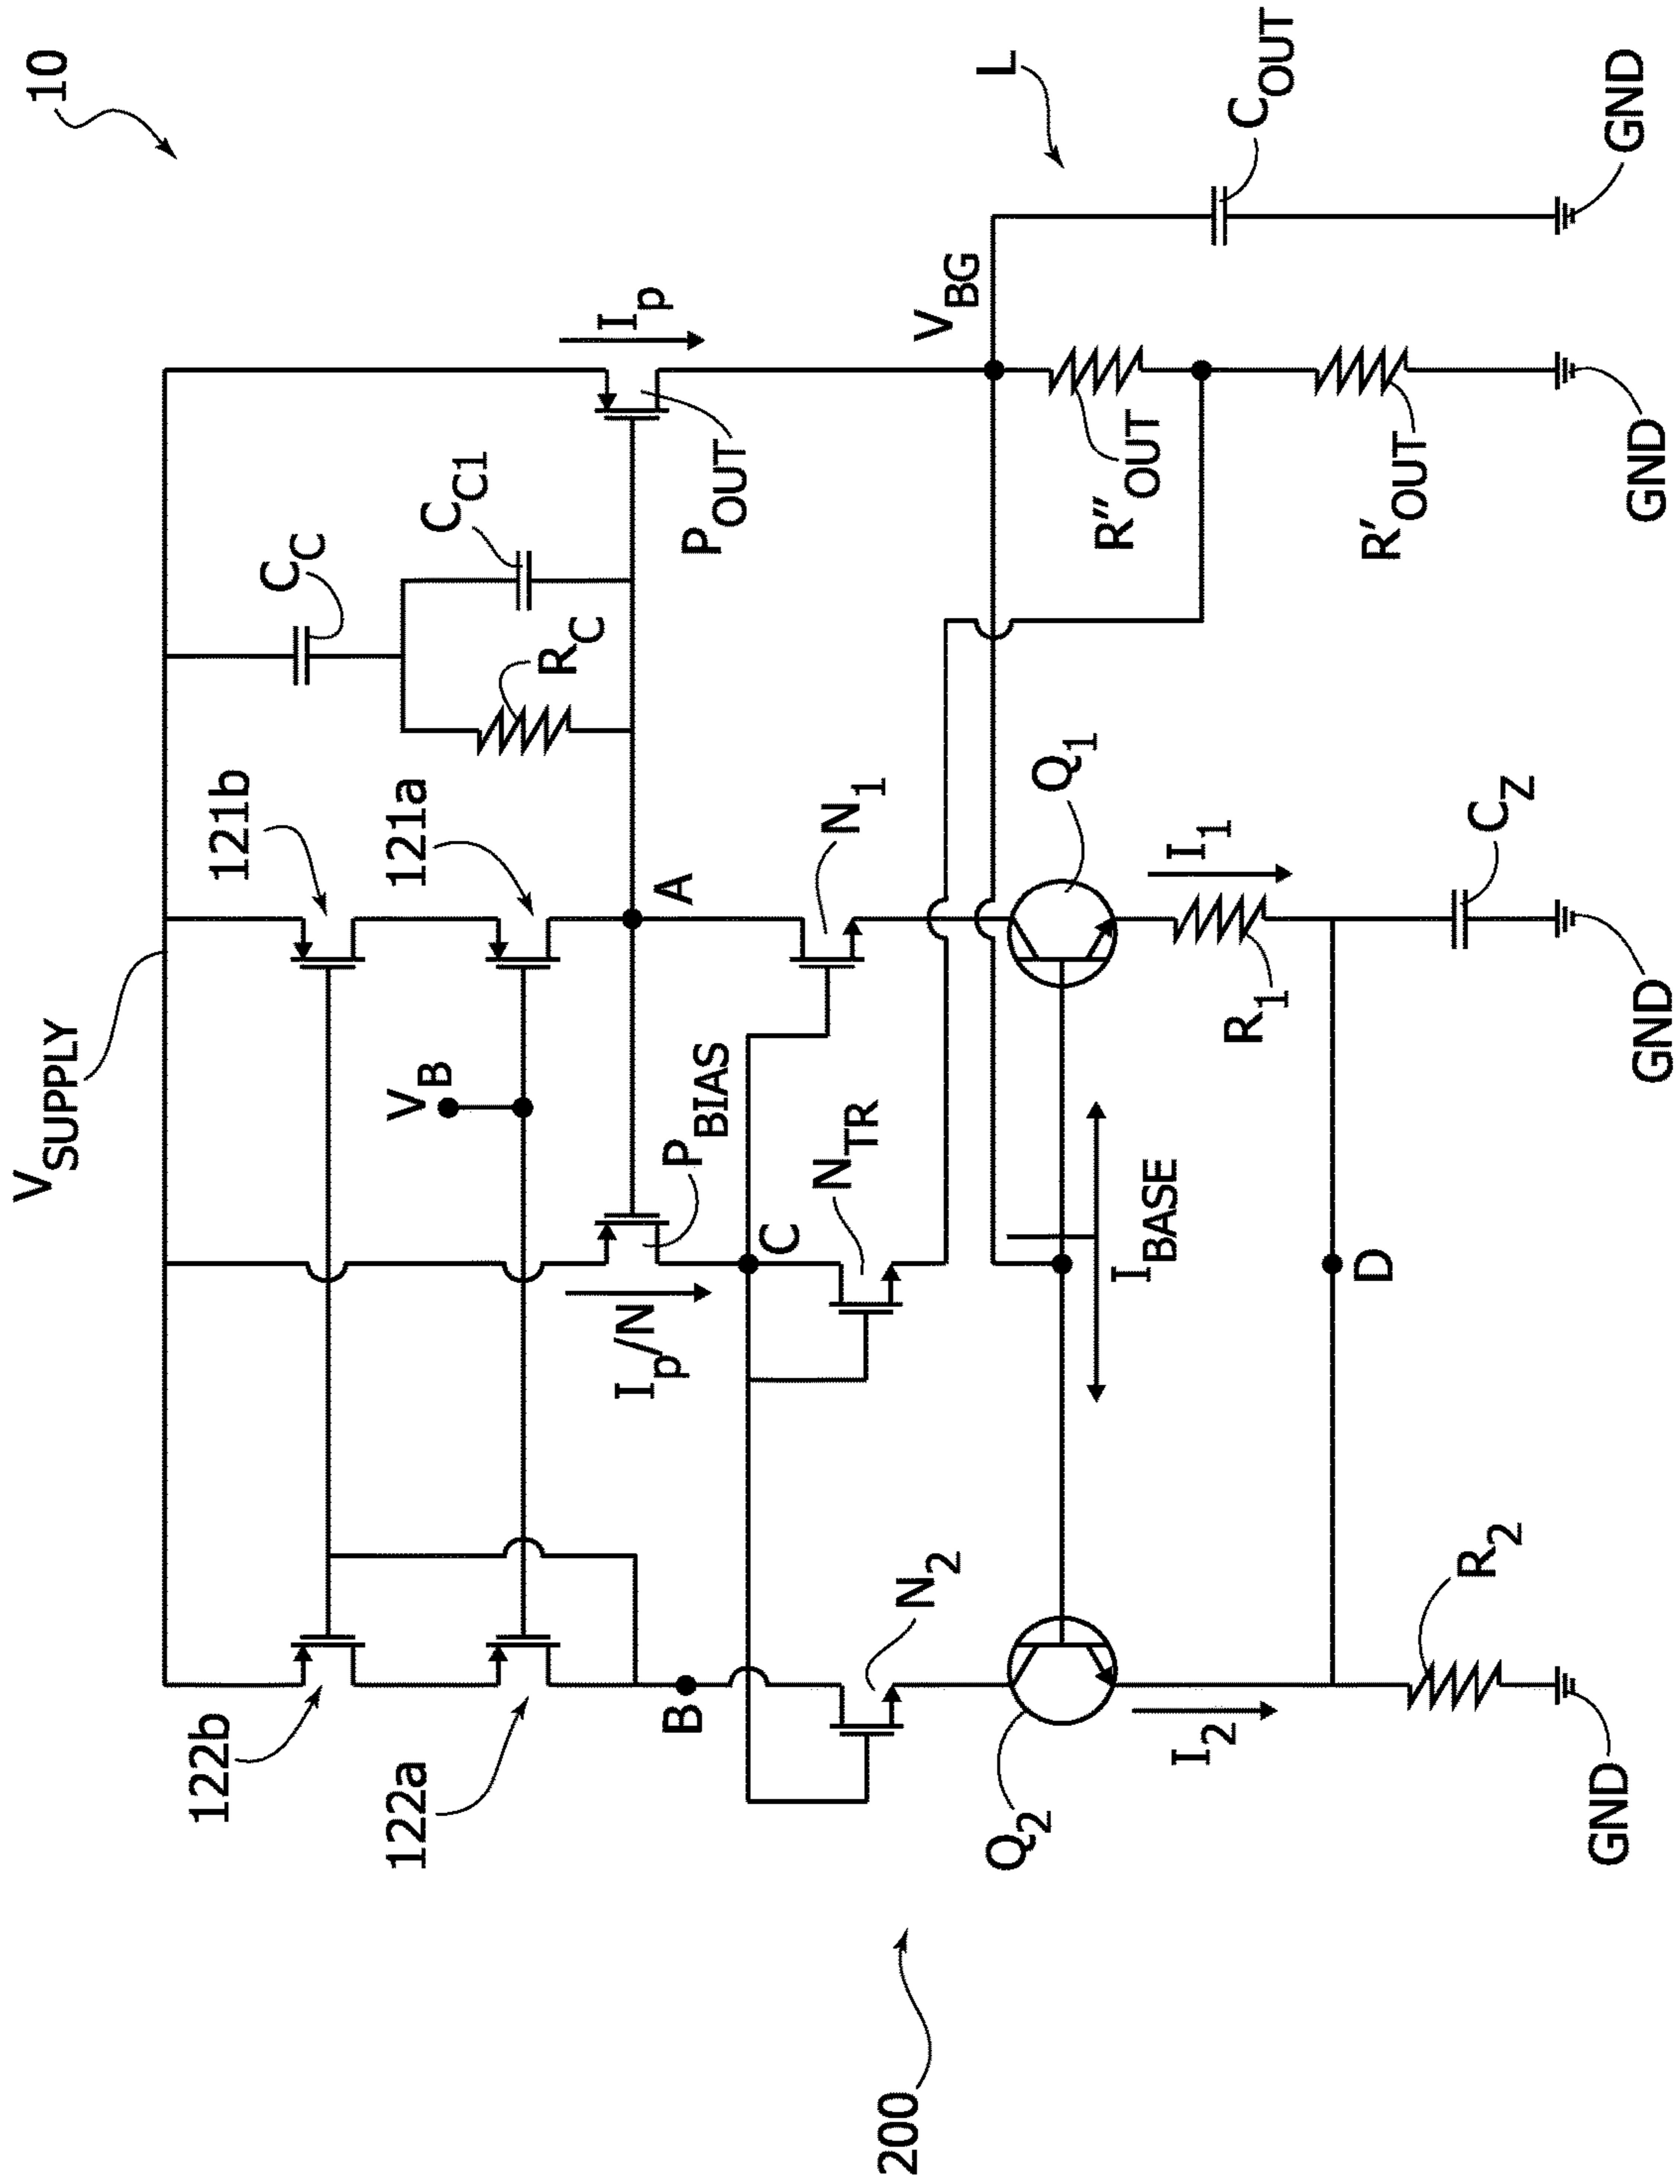 10
V_SUPPLY
121b
121a
122b
122a
C_C
C_C1
R_C
V_B
A
P_BIAS
P_OUT
I_p
I_p/N
B
C
N_TR
N_1
N_2
V_BG
L
C_OUT
R''_OUT
R'_OUT
Q_1
Q_2
I_BASE
I_1
I_2
R_1
R_2
D
C_Z
GND
GND
GND
GND
200